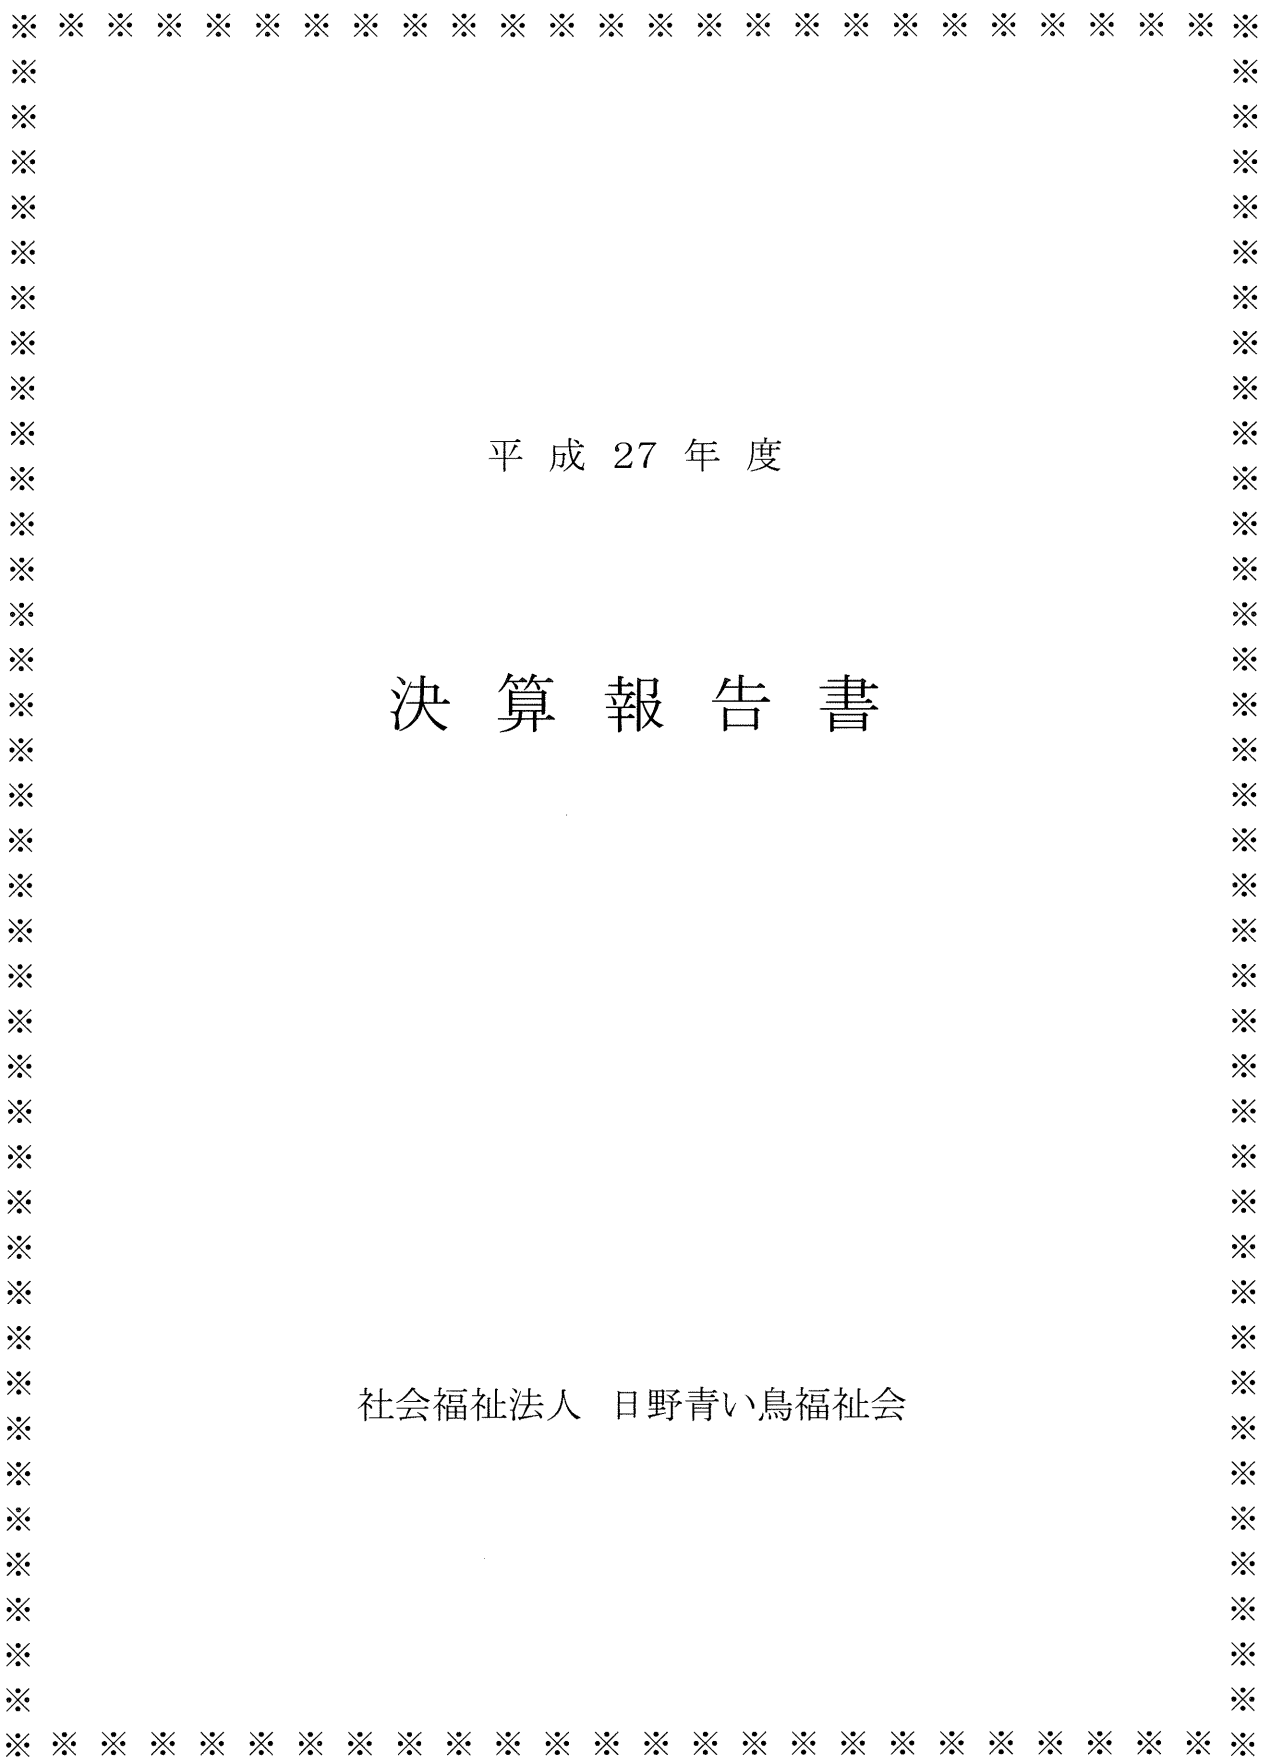 ※ ※ ※ ※ ※ ※ ※ ※ ※ ※ ※ ※ ※ ※ ※ ※ ※ ※ ※ ※ ※ ※ ※ ※ ※ ※
平 成 27 年 度
決 算 報 告 書
社会福祉法人 日野青い鳥福祉会
※ ※ ※ ※ ※ ※ ※ ※ ※ ※ ※ ※ ※ ※ ※ ※ ※ ※ ※ ※ ※ ※ ※ ※ ※ ※